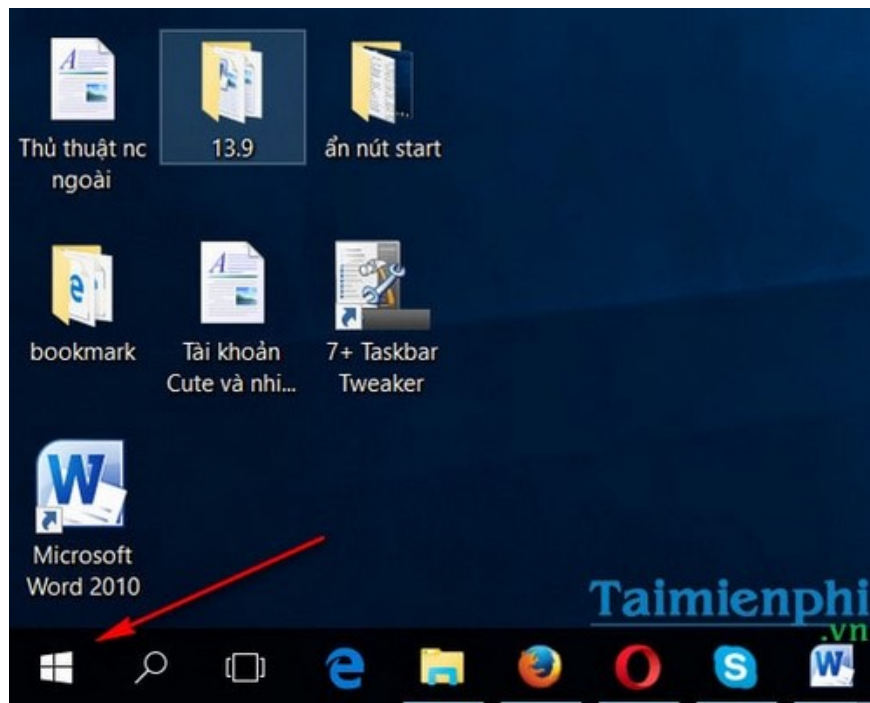 Thủ thuật nc
ngoài
13.9
ẩn nút start
bookmark
Tài khoản
Cute và nhi...
7+ Taskbar
Tweaker
Microsoft
Word 2010
Taimienphi
.vn